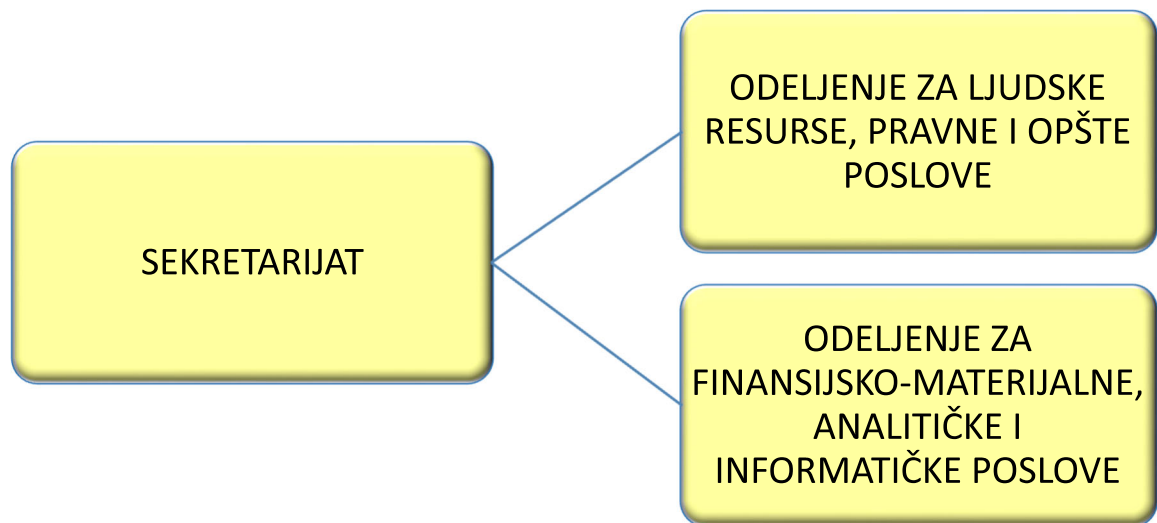 SEKRETARIJAT
ODELJENJE ZA LJUDSKE
RESURSE, PRAVNE I OPŠTE
POSLOVE
ODELJENJE ZA
FINANSIJSKO-MATERIJALNE,
ANALITIČKE I
INFORMATIČKE POSLOVE